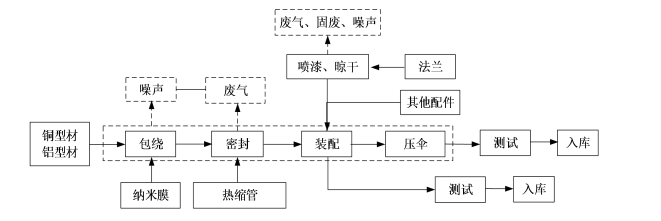 废气、固废、噪声
喷漆、晾干
法兰
噪声
废气
其他配件
铜型材
铝型材
包绕
密封
装配
压伞
测试
入库
纳米膜
热缩管
测试
入库